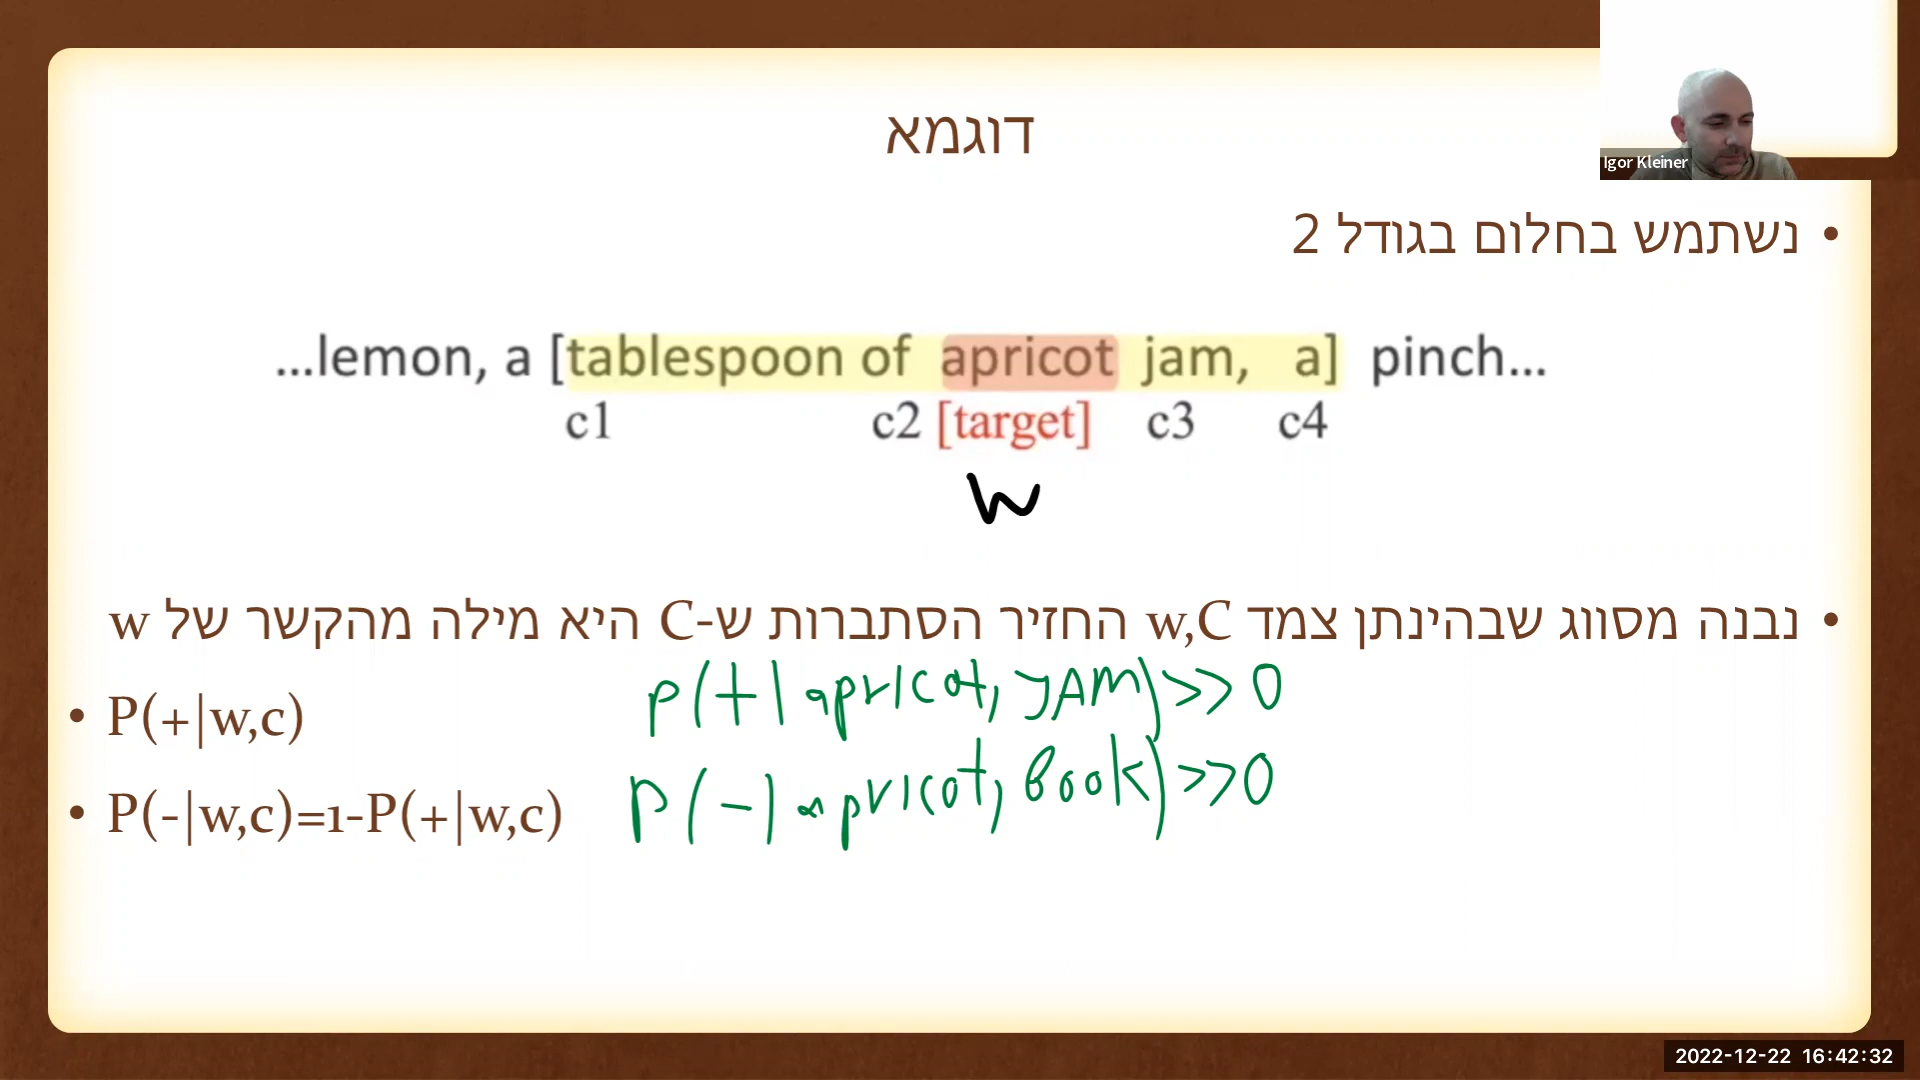 דוגמא
Igor Kleiner
• נשתמש בחלום בגודל 2
...lemon, a [tablespoon of apricot jam, a] pinch...
c1 c2 [target] c3 c4
w
• נבנה מסווג שבהינתן צמד w,C החזיר הסתברות ש-C היא מילה מהקשר של w
• P(+|w,c)
P(+|apricot, JAM)>>0
• P(-|w,c)=1-P(+|w,c)
P(-|apricot, book)>>0
2022-12-22 16:42:32